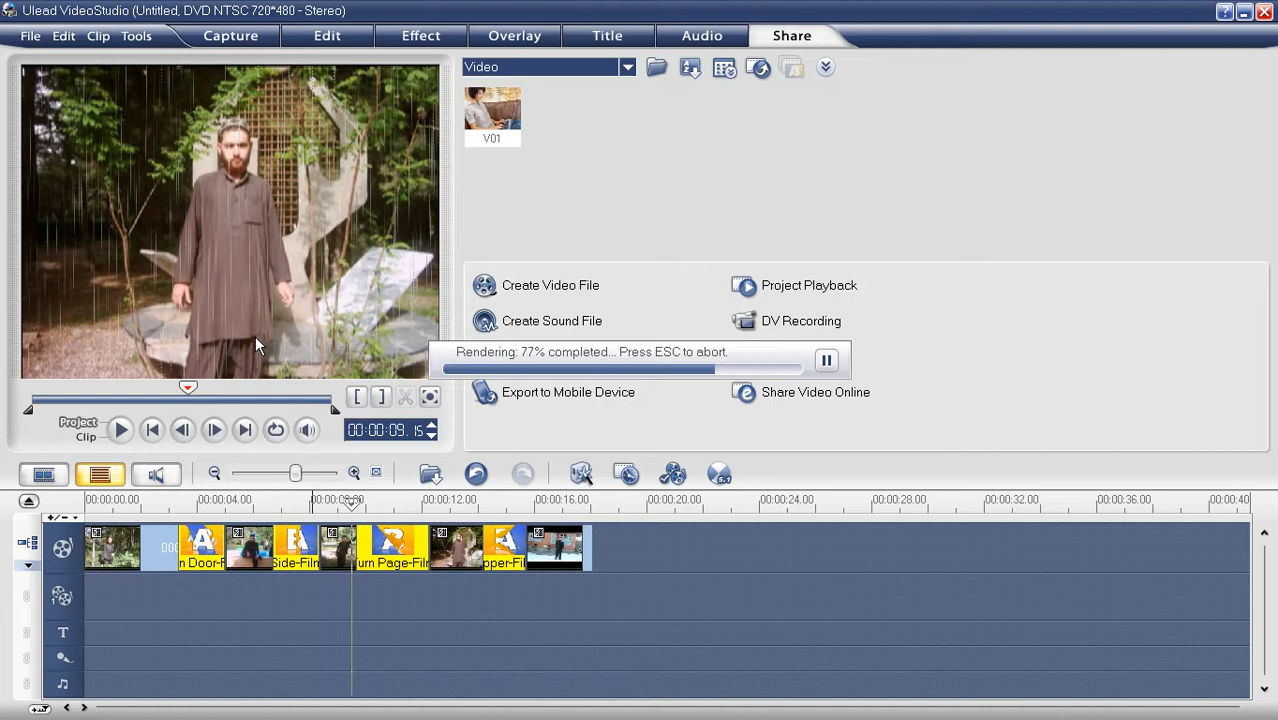 Ulead VideoStudio (Untitled, DVD NTSC 720*480 - Stereo)
File Edit Clip Tools Capture Edit Effect Overlay Title Audio Share
Video
V01
Create Video File
Project Playback
Create Sound File
DV Recording
Rendering: 77% completed... Press ESC to abort.
Export to Mobile Device
Share Video Online
Project
Clip
00:00:09. 15
5.1
00:00:00.00 00:00:04.00 00:00:12.00 00:00:16.00 00:00:20.00 00:00:24.00 00:00:28.00 00:00:32.00 00:00:36.00 00:00:40
n Door-F Side-Film urn Page-Film pper-Film
T